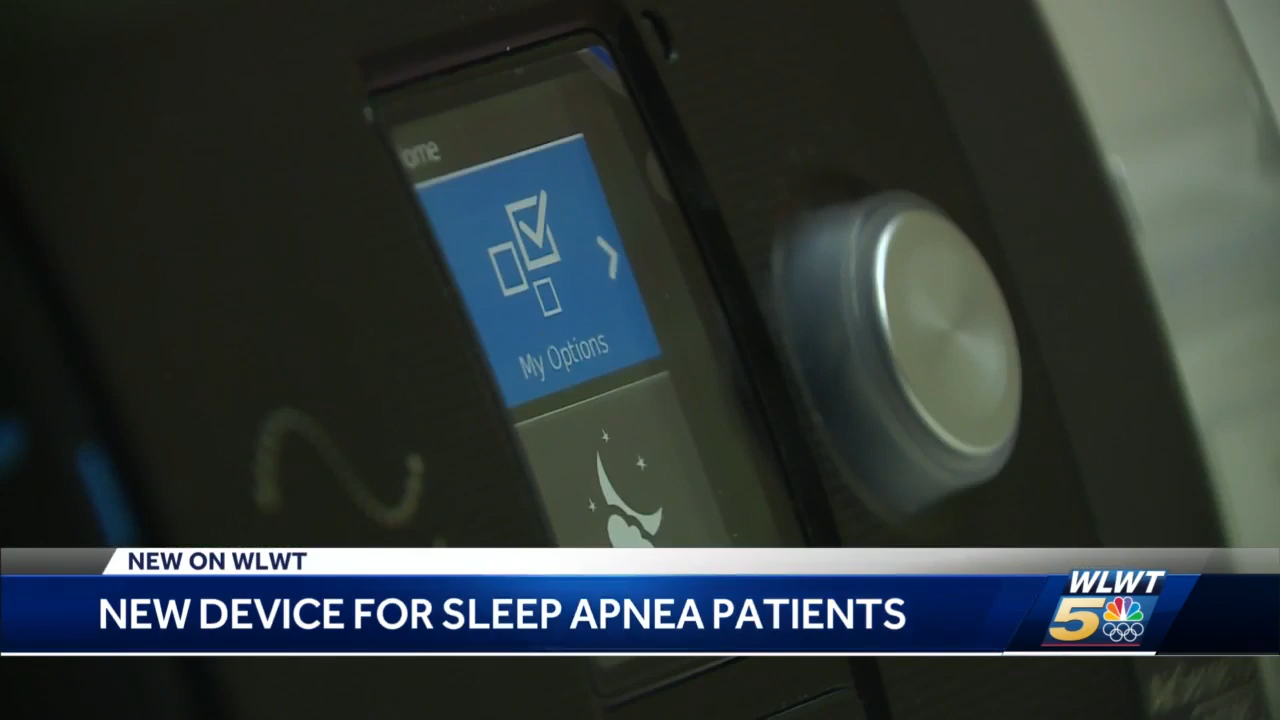 ome
My Options
NEW ON WLWT
NEW DEVICE FOR SLEEP APNEA PATIENTS
WLWT
5